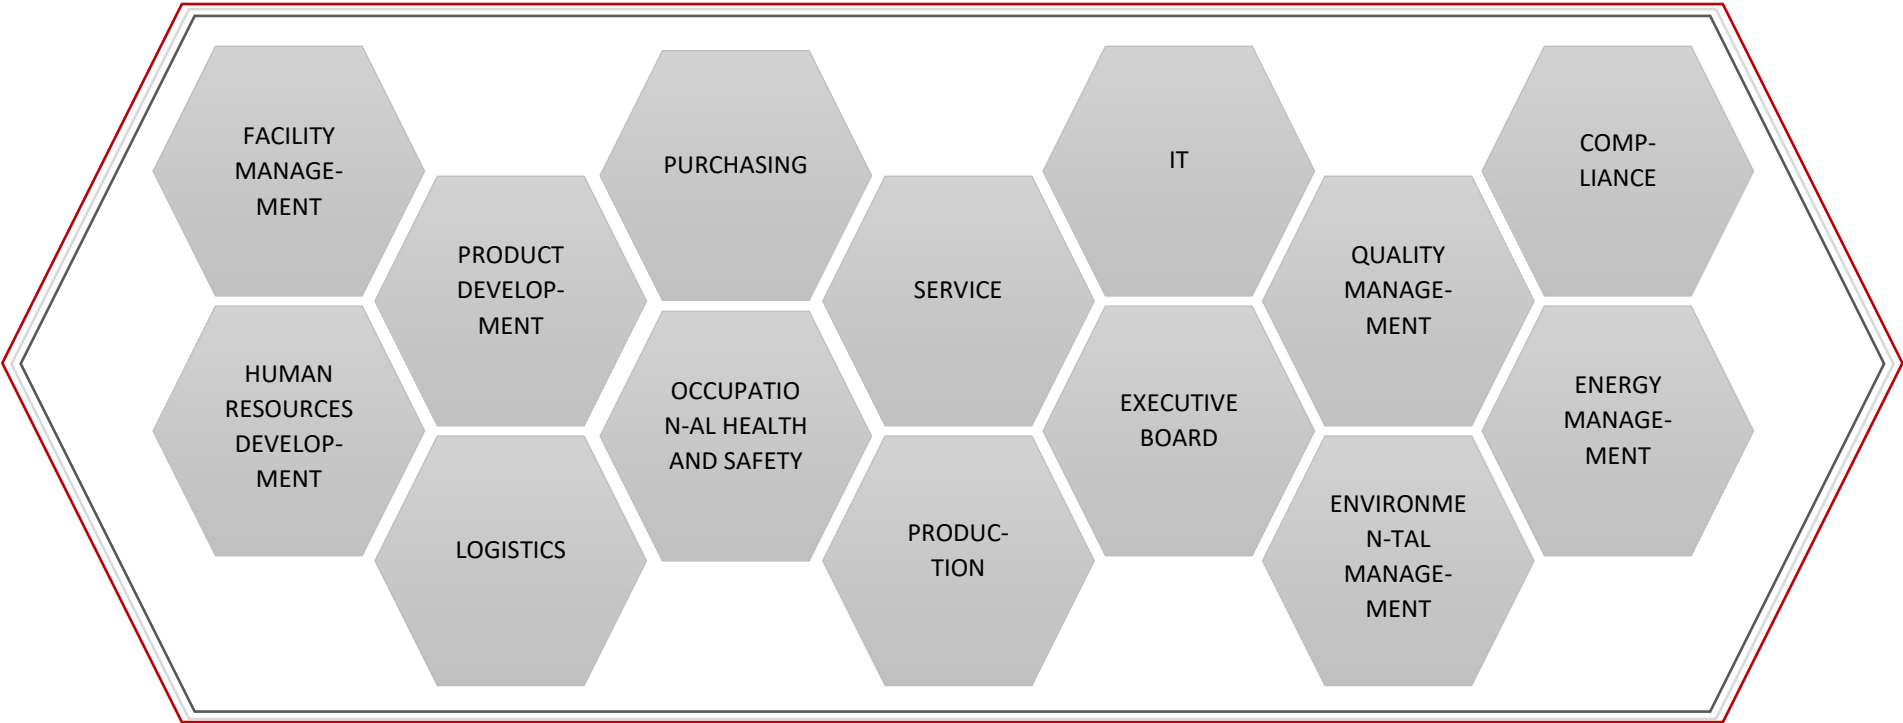 FACILITY
MANAGE-
MENT
PURCHASING
IT
COMP-
LIANCE
PRODUCT
DEVELOP-
MENT
SERVICE
QUALITY
MANAGE-
MENT
HUMAN
RESOURCES
DEVELOP-
MENT
OCCUPATIO
N-AL HEALTH
AND SAFETY
EXECUTIVE
BOARD
ENERGY
MANAGE-
MENT
LOGISTICS
PRODUC-
TION
ENVIRONME
N-TAL
MANAGE-
MENT